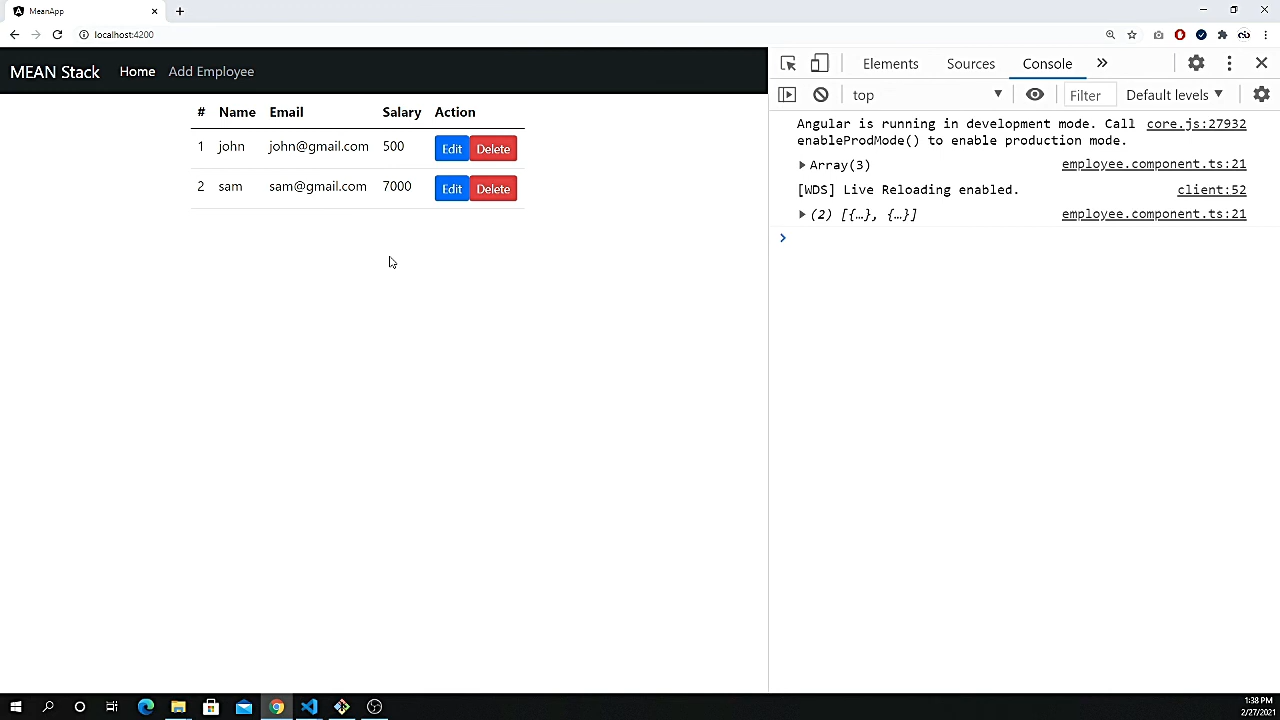 MeanApp
localhost:4200
MEAN Stack Home Add Employee
# Name Email Salary Action
1 john john@gmail.com 500 Edit Delete
2 sam sam@gmail.com 7000 Edit Delete
Elements Sources Console
top Filter Default levels
Angular is running in development mode. Call core.js:27932
enableProdMode() to enable production mode.
Array(3) employee.component.ts:21
[WDS] Live Reloading enabled. client:52
(2) [{…}, {…}] employee.component.ts:21
1:38 PM
2/27/2021